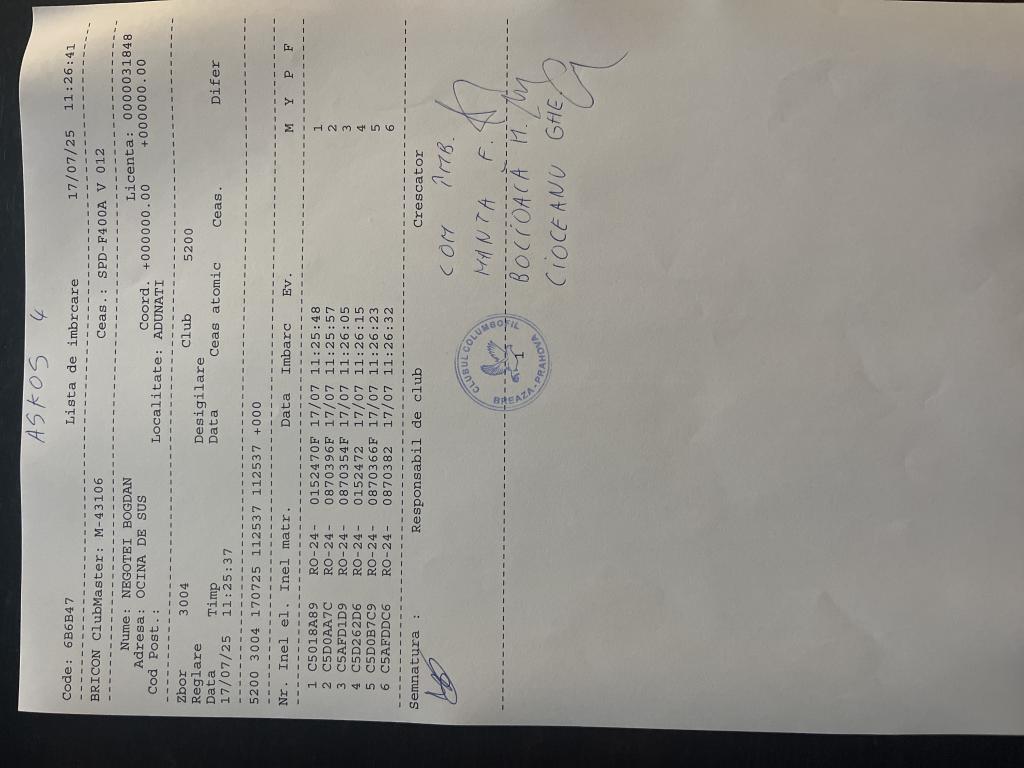 ASKOS 4
Code: 6B6B47 Lista de imbrcare 17/07/25 11:26:41
BRICON ClubMaster: M-43106 Ceas.: SPD-F400A V 012
Nume: NEGOTEI BOGDAN Licenta: 0000031848
Adresa: OCINA DE SUS Coord. +000000.00 +000000.00
Cod Post.: Localitate: ADUNATI
Zbor 3004 Club 5200
Reglare Desigilare
Data Timp Data Ceas atomic Ceas. Difer
17/07/25 11:25:37
5200 3004 170725 112537 112537 112537 +000
Nr. Inel el. Inel matr. Data Imbarc Ev. M Y P F
1 C5018A89 RO-24- 0152470F 17/07 11:25:48 1
2 C5D0AA7C RO-24- 0870396F 17/07 11:25:57 2
3 C5AFD1D9 RO-24- 0870354F 17/07 11:26:05 3
4 C5D262D6 RO-24- 0152472 17/07 11:26:15 4
5 C5D0B7C9 RO-24- 0870366F 17/07 11:26:23 5
6 C5AFDDC6 RO-24- 0870382 17/07 11:26:32 6
Semnatura : Responsabil de club Crescator
COM IMB.
MANTA F.
BOCIOACĂ M.
CIOCEANU GHE
CLUBUL COLUMBOFIL
1
BREAZA-PRAHOVA